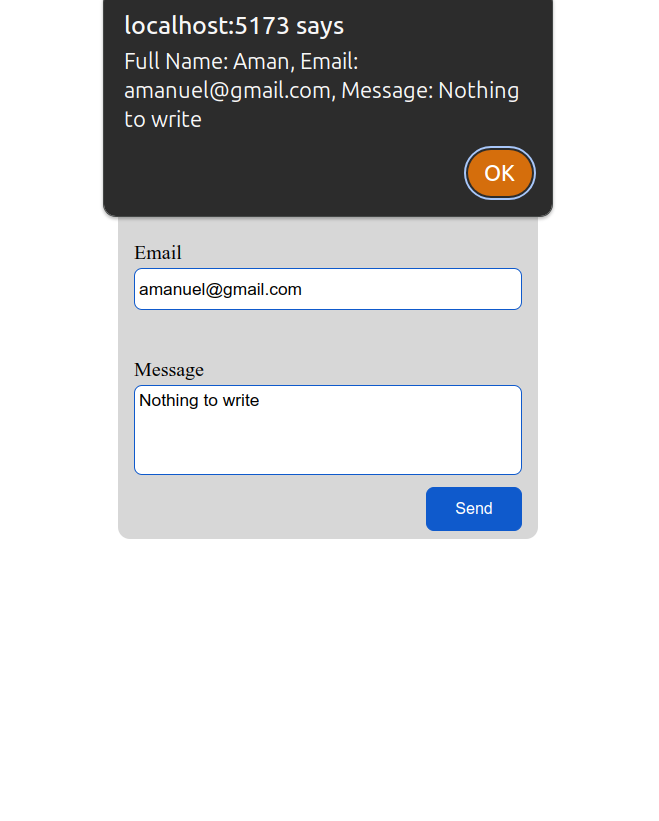 localhost:5173 says
Full Name: Aman, Email:
amanuel@gmail.com, Message: Nothing
to write
OK
Email
amanuel@gmail.com
Message
Nothing to write
Send